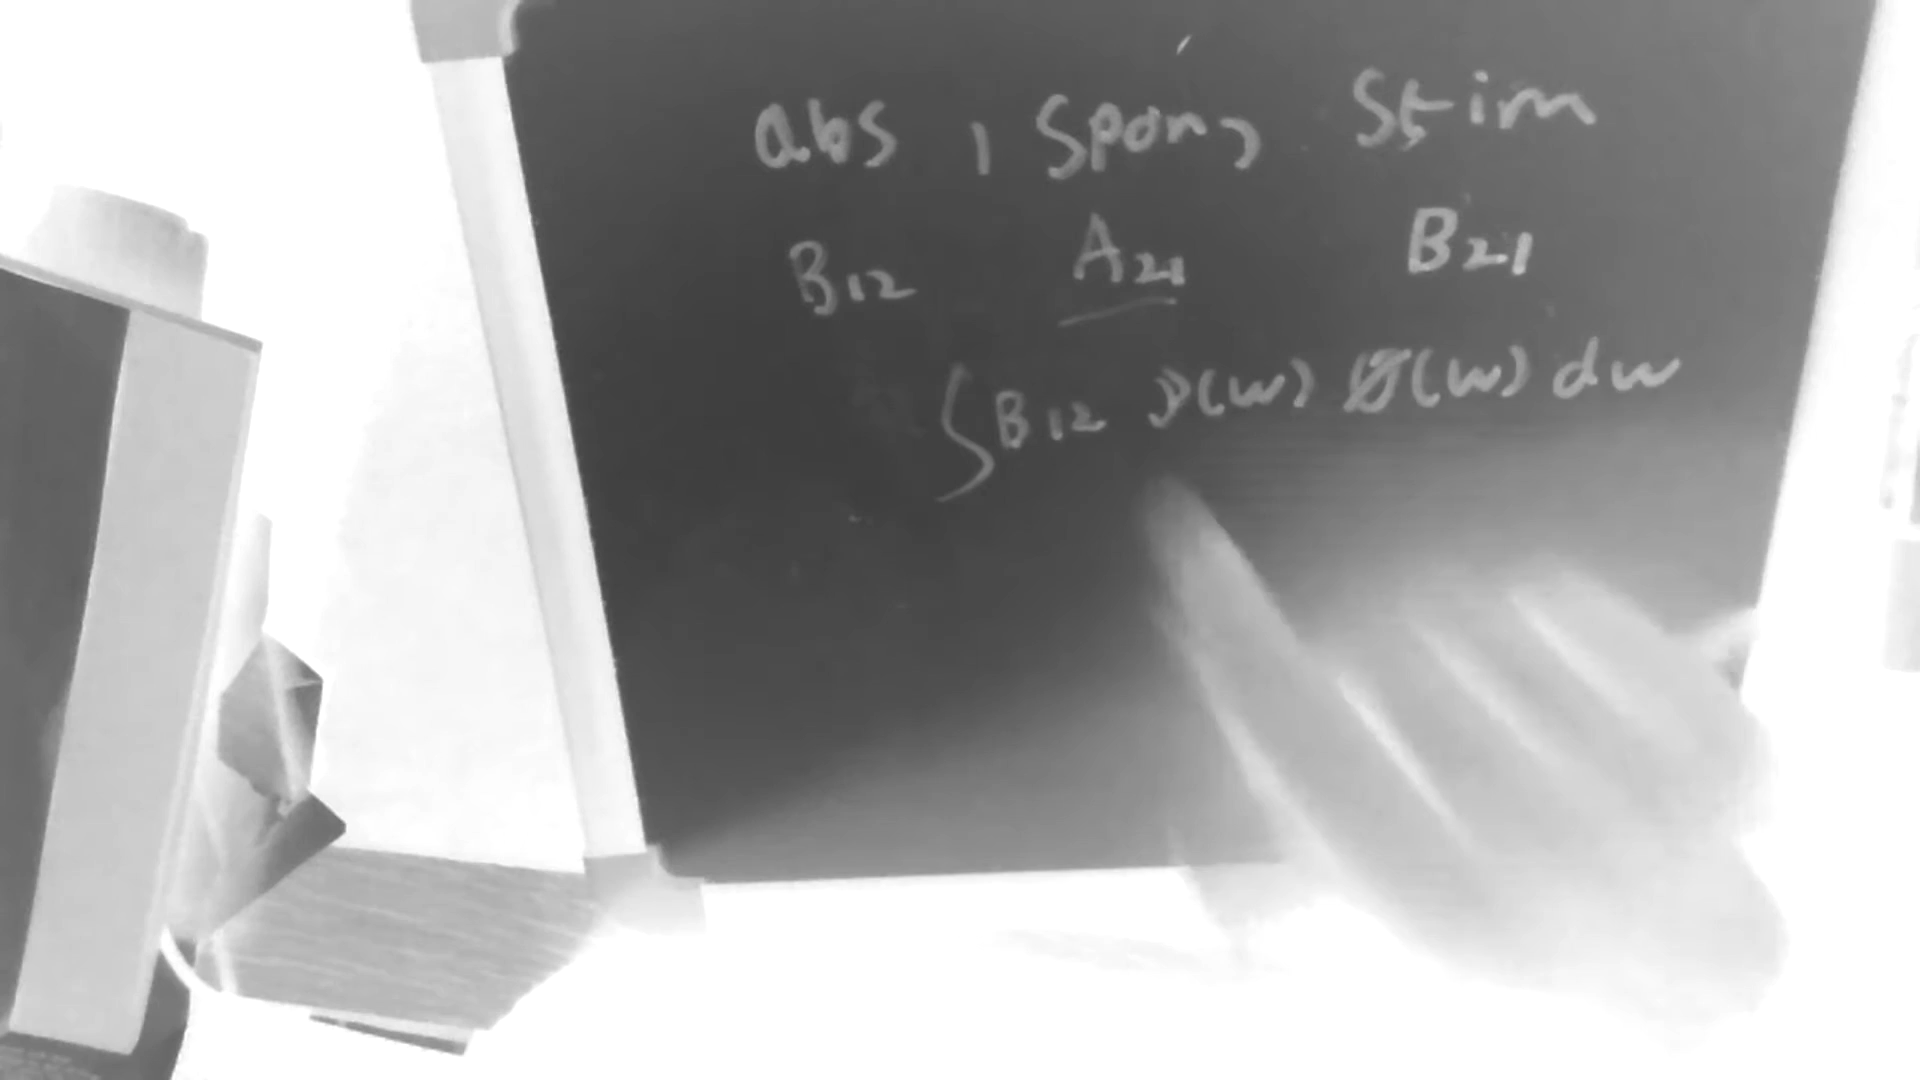 abs , Spon, Stim
B12 A21 B21
∫ B12 (w) (w) dw